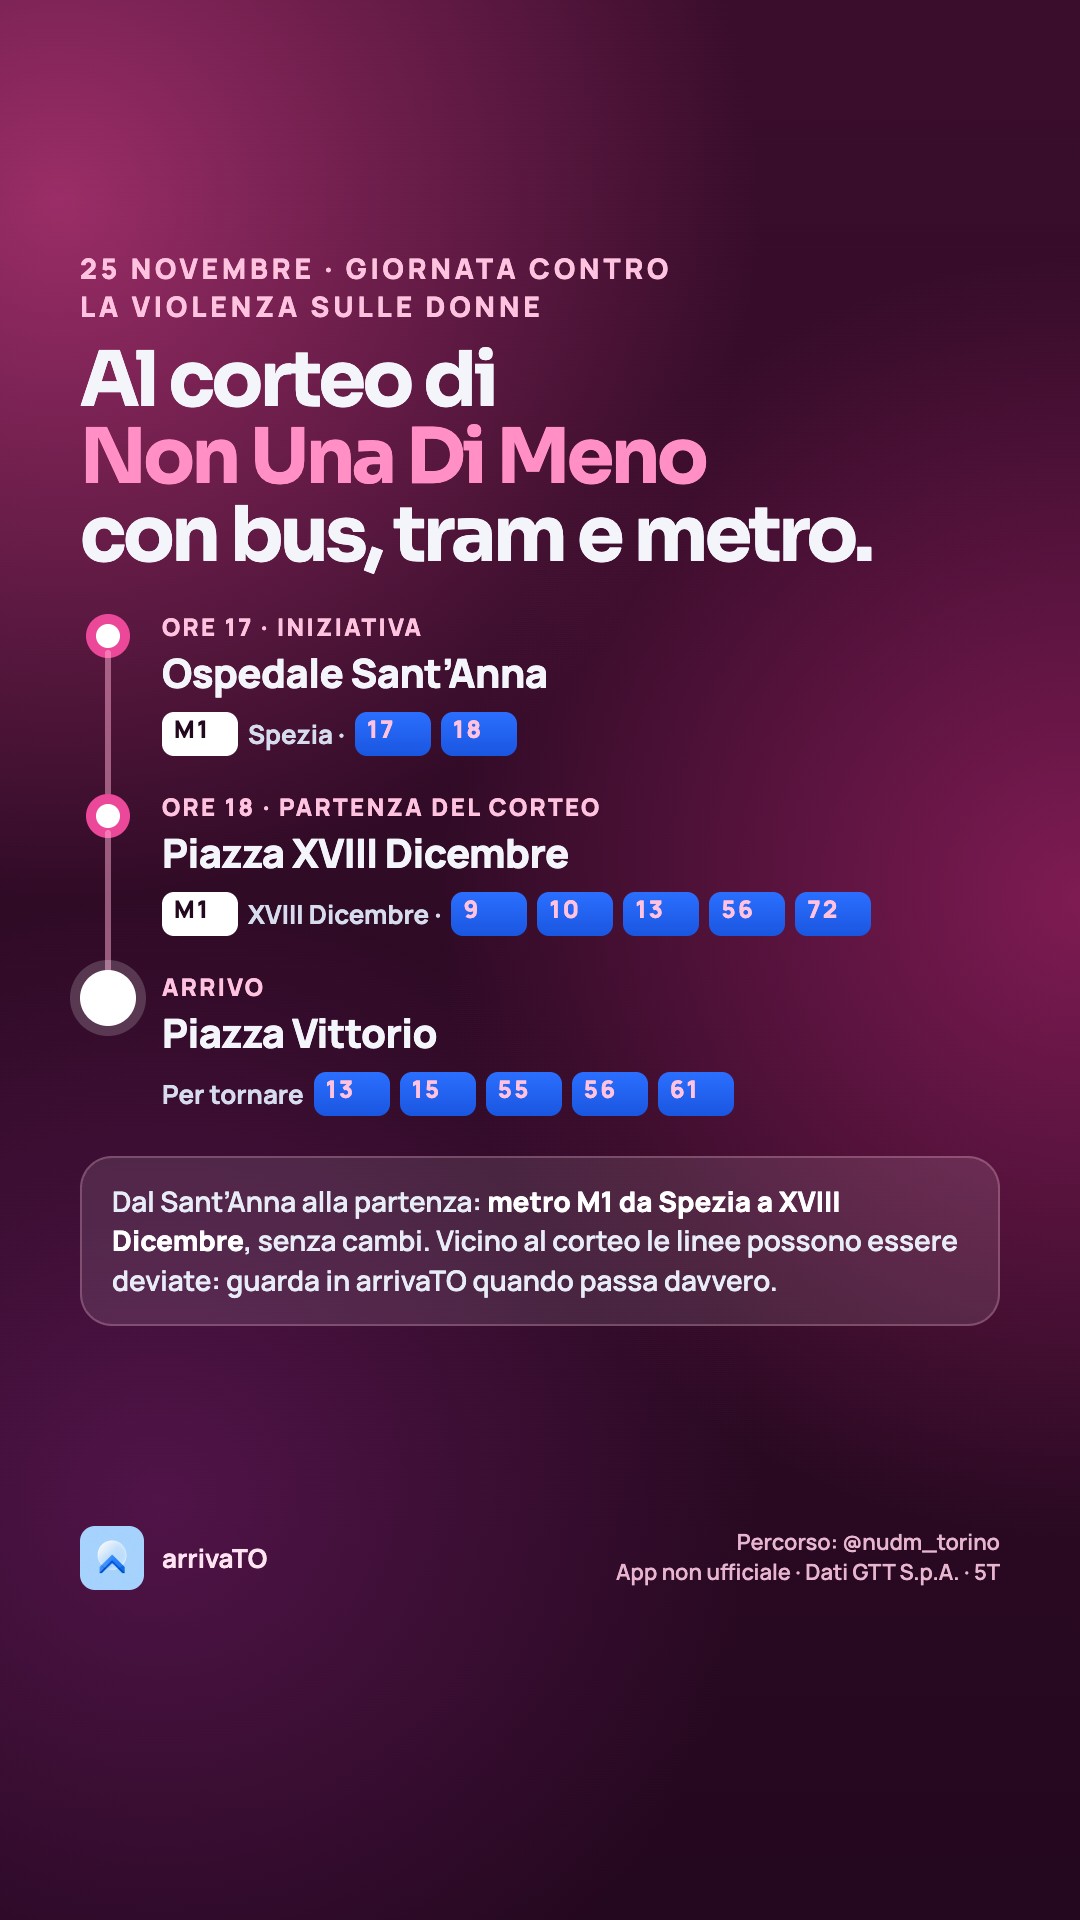 25 NOVEMBRE · GIORNATA CONTRO
LA VIOLENZA SULLE DONNE
Al corteo di
Non Una Di Meno
con bus, tram e metro.
ORE 17 · INIZIATIVA
Ospedale Sant’Anna
M1 Spezia · 17 18
ORE 18 · PARTENZA DEL CORTEO
Piazza XVIII Dicembre
M1 XVIII Dicembre · 9 10 13 56 72
ARRIVO
Piazza Vittorio
Per tornare 13 15 55 56 61
Dal Sant’Anna alla partenza: metro M1 da Spezia a XVIII
Dicembre, senza cambi. Vicino al corteo le linee possono essere
deviate: guarda in arrivaTO quando passa davvero.
arrivaTO
Percorso: @nudm_torino
App non ufficiale · Dati GTT S.p.A. · 5T